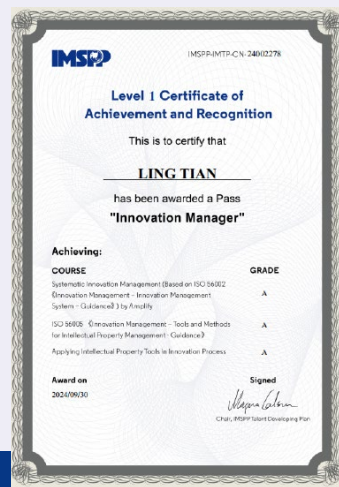 IMSPP
IMSPP-IMTP-CN-24002278
Level 1 Certificate of
Achievement and Recognition
This is to certify that
LING TIAN
has been awarded a Pass
"Innovation Manager"
Achieving:
COURSE GRADE
Systematic Innovation Management (Based on ISO 56002
《Innovation Management – Innovation Management
System – Guidance》) by Amplify A
ISO 56005 《Innovation Management – Tools and Methods
for Intellectual Property Management – Guidance》 A
Applying Intellectual Property Tools in Innovation Process A
Award on Signed
2024/09/30
Chair, IMSPP Talent Developing Plan